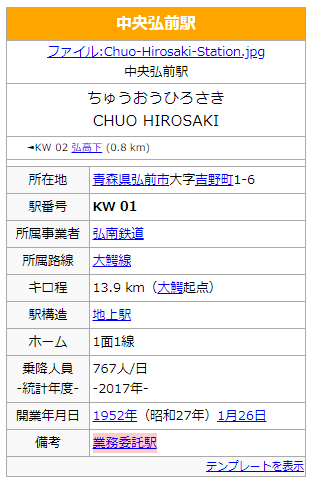 中央弘前駅
ファイル:Chuo-Hirosaki-Station.jpg
中央弘前駅
ちゅうおうひろさき
CHUO HIROSAKI
◄KW 02 弘高下 (0.8 km)
所在地 青森県弘前市大字吉野町1-6
駅番号 KW 01
所属事業者 弘南鉄道
所属路線 大鰐線
キロ程 13.9 km（大鰐起点）
駅構造 地上駅
ホーム 1面1線
乗降人員 767人/日
-統計年度- -2017年-
開業年月日 1952年（昭和27年）1月26日
備考 業務委託駅
テンプレートを表示